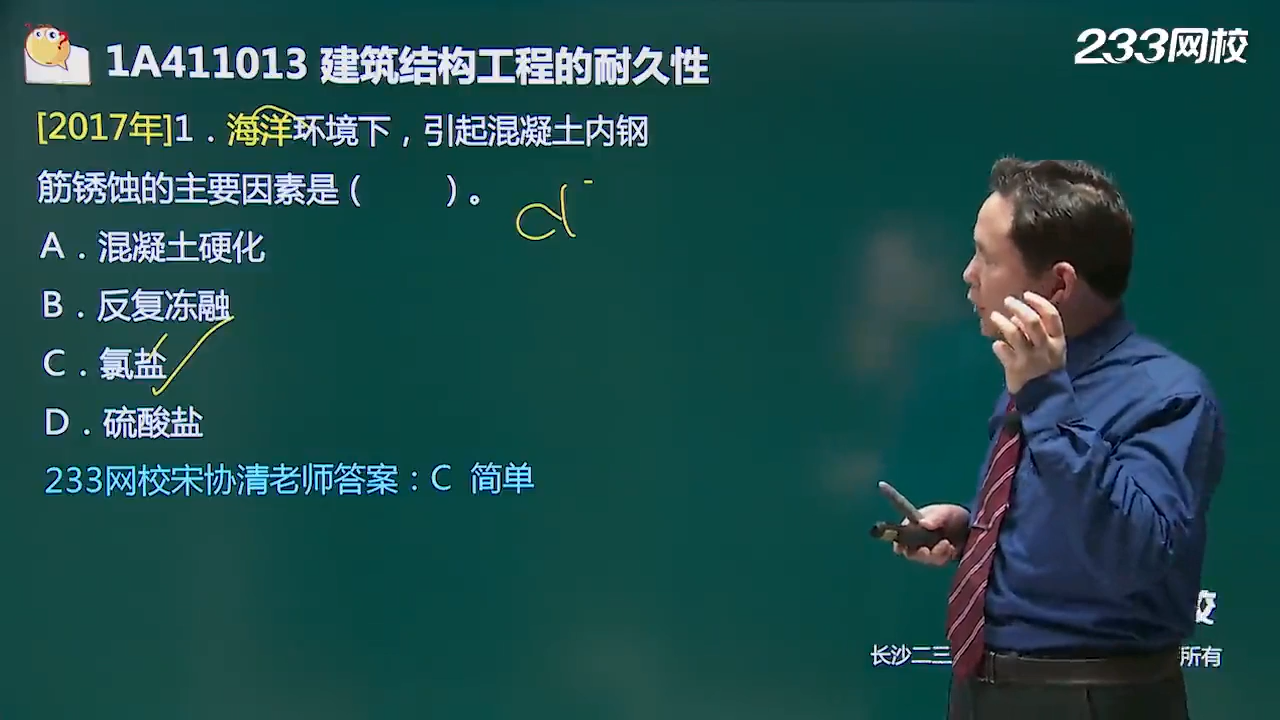 1A411013 建筑结构工程的耐久性
233网校
[2017年]1．海洋环境下，引起混凝土内钢
筋锈蚀的主要因素是（　　）。
cl⁻
A．混凝土硬化
B．反复冻融
C．氯盐
D．硫酸盐
233网校宋协清老师答案：C 简单
校
长沙二三 所有